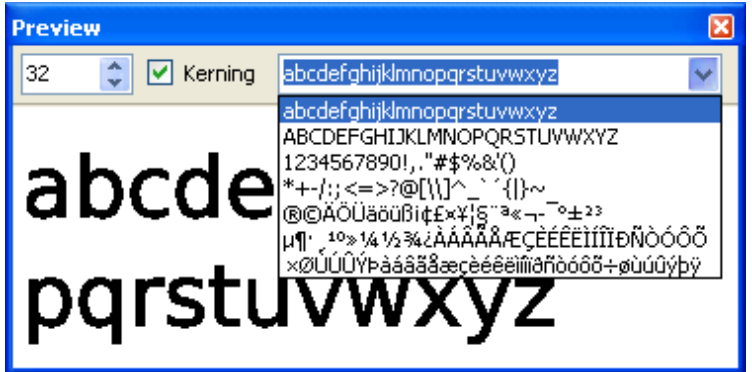 Preview
32 Kerning abcdefghijklmnopqrstuvwxyz
abcdefghijklmnopqrstuvwxyz
ABCDEFGHIJKLMNOPQRSTUVWXYZ
1234567890!,."#$%&'()
*+-/:;<=>?@[\\]^_`´{|}~
®©ÄÖÜäöüßi¢£¤¥¦§¨ª«¬-¯°±²³
µ¶·¸¹º»¼½¾¿ÀÁÂÃÅÆÇÈÉÊËÌÍÎÏÐÑÒÓÔÕ
×ØÙÚÛÝÞàáâãåæçèéêëìíîïðñòóôõ÷øùúûýþÿ
abcde
pqrstuvwxyz